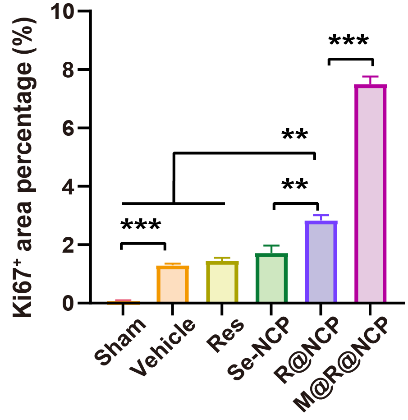 Ki67⁺ area percentage (%)
10
8
6
4
2
0
***
**
**
***
Sham
Vehicle
Res
Se-NCP
R@NCP
M@R@NCP